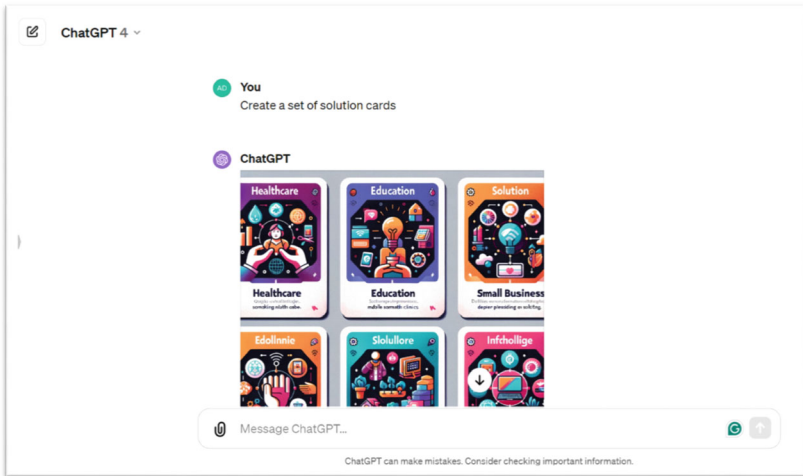 ChatGPT 4
AD
You
Create a set of solution cards
ChatGPT
Healthcare
Education
Solution
Healthcare
Education
Small Business
Edollnnie
Slolullore
Infchollige
Message ChatGPT...
ChatGPT can make mistakes. Consider checking important information.